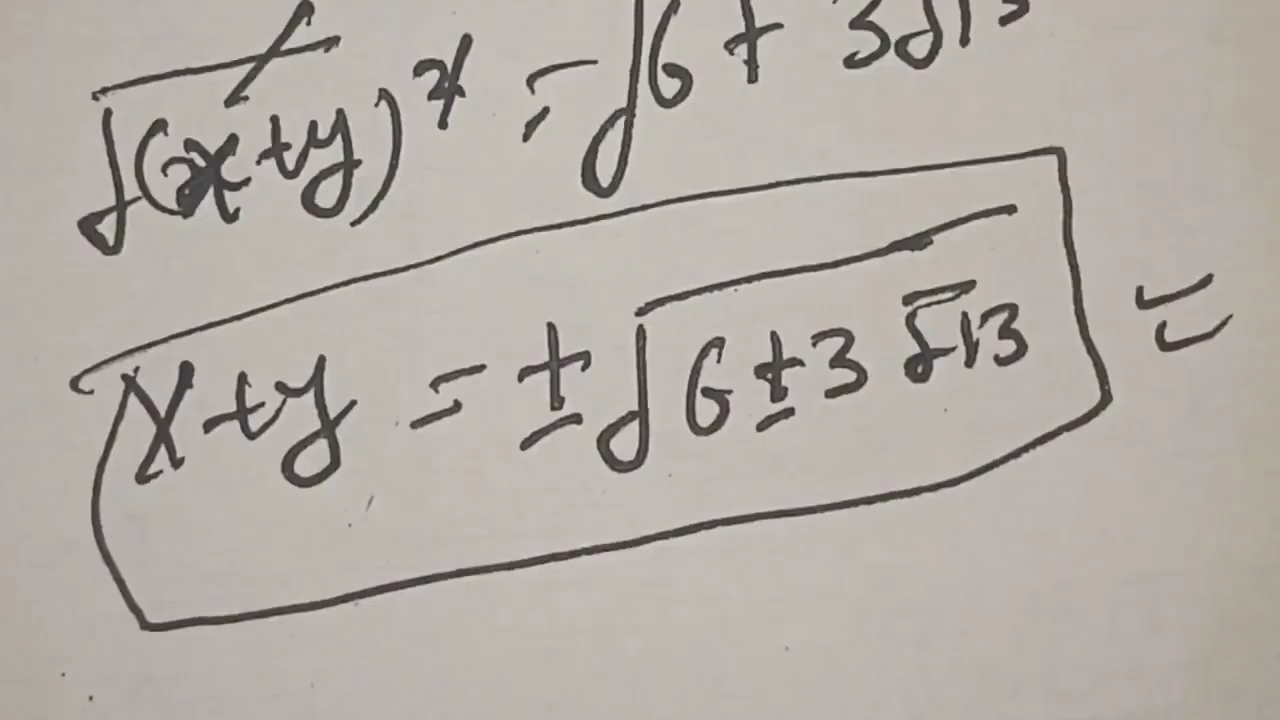 √(x+y)² = √6 + 3√13
x+y = ±√6±3√13 =